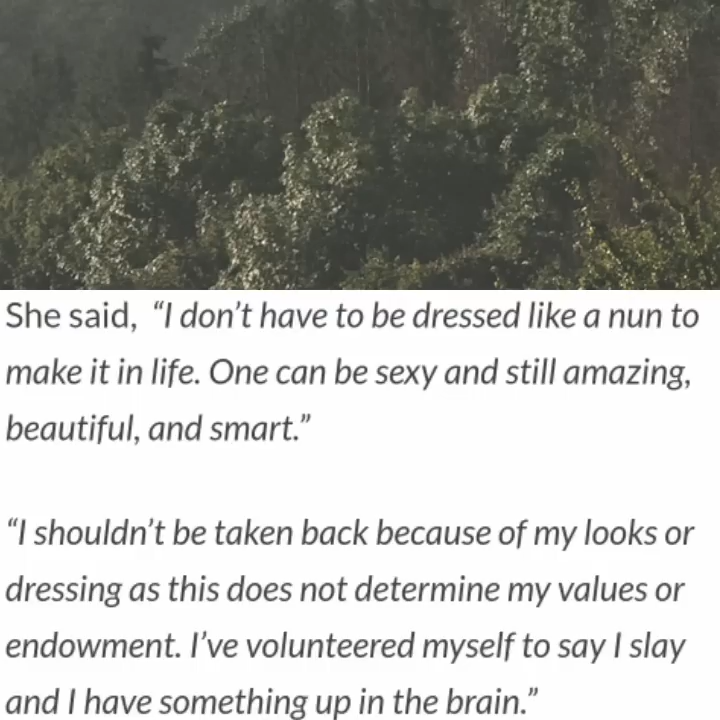 She said, “I don’t have to be dressed like a nun to
make it in life. One can be sexy and still amazing,
beautiful, and smart.”
“I shouldn’t be taken back because of my looks or
dressing as this does not determine my values or
endowment. I’ve volunteered myself to say I slay
and I have something up in the brain.”